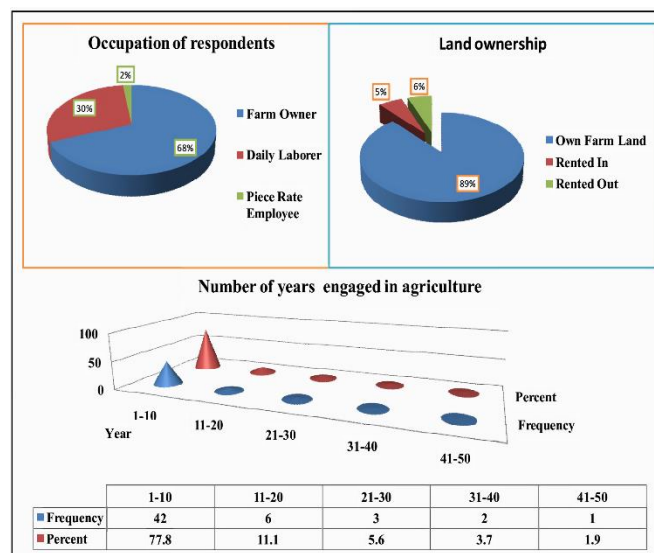 Occupation of respondents
2%
30%
68%
Farm Owner
Daily Laborer
Piece Rate
Employee
Land ownership
5%
6%
89%
Own Farm Land
Rented In
Rented Out
Number of years engaged in agriculture
100
50
0
1-10
11-20
21-30
31-40
41-50
Year
Percent
Frequency
1-10 11-20 21-30 31-40 41-50
Frequency 42 6 3 2 1
Percent 77.8 11.1 5.6 3.7 1.9